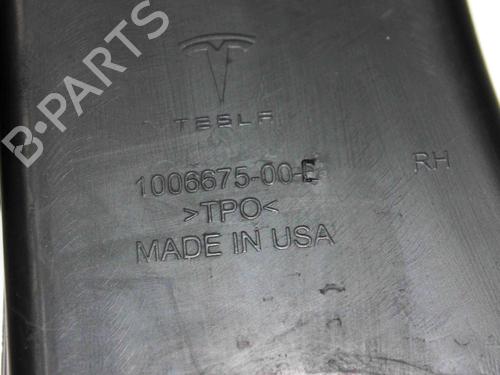 B-PARTS
TESLA
1006675-00-E
RH
>TPO<
MADE IN USA